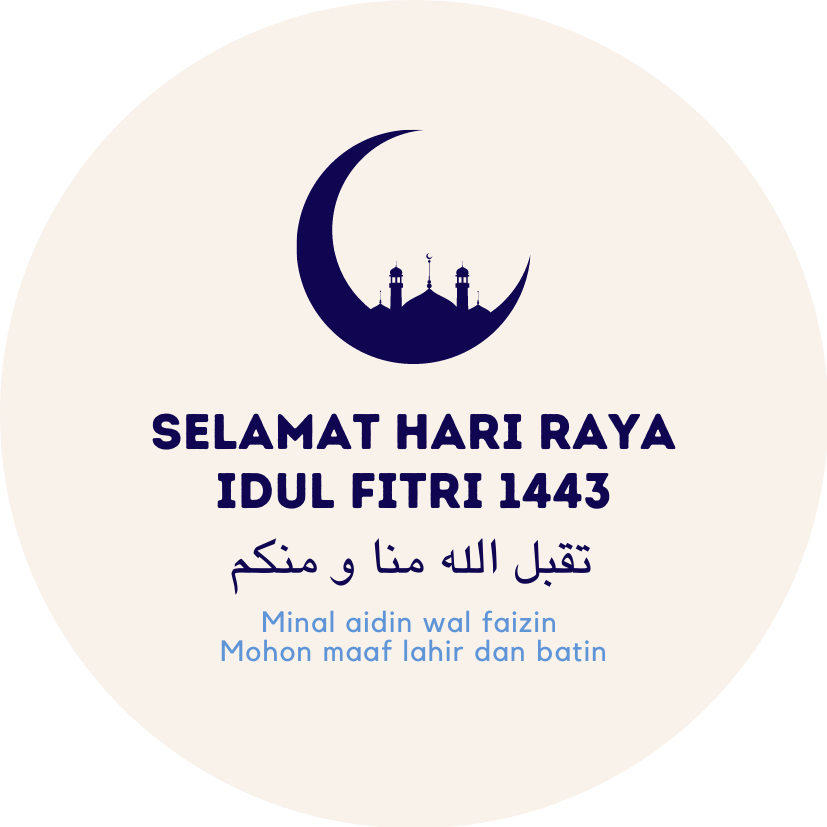 SELAMAT HARI RAYA
IDUL FITRI 1443
تقبل الله منا و منكم
Minal aidin wal faizin
Mohon maaf lahir dan batin